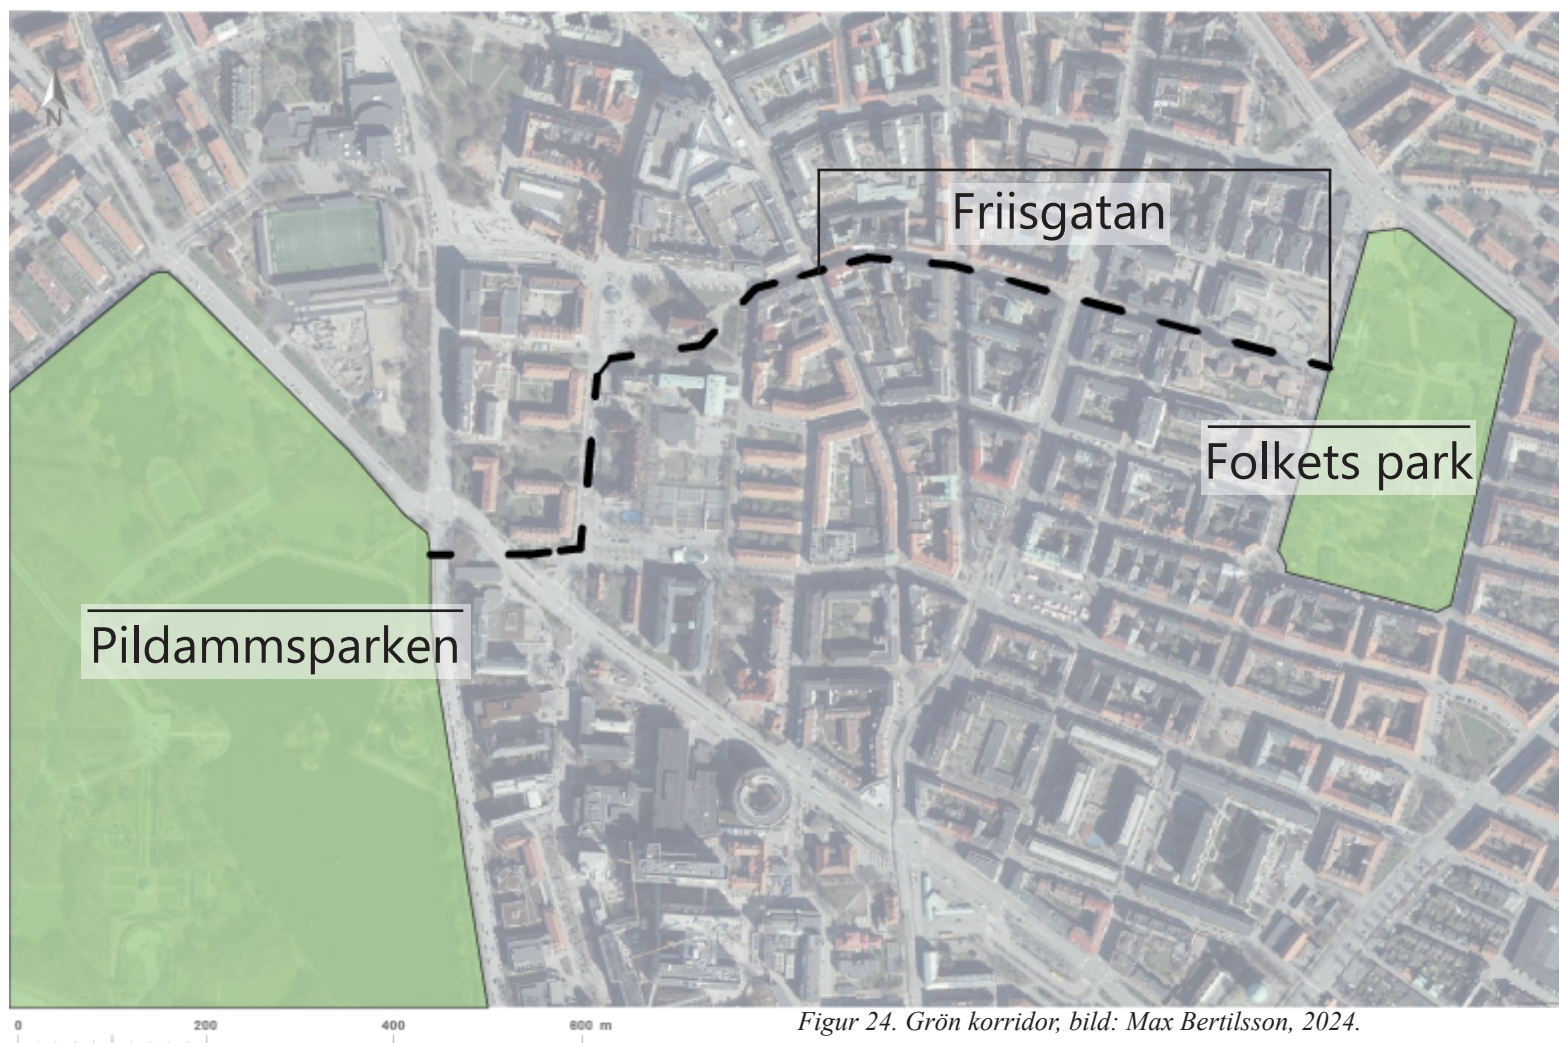 N
Friisgatan
Folkets park
Pildammsparken
0 200 400 600 m
Figur 24. Grön korridor, bild: Max Bertilsson, 2024.